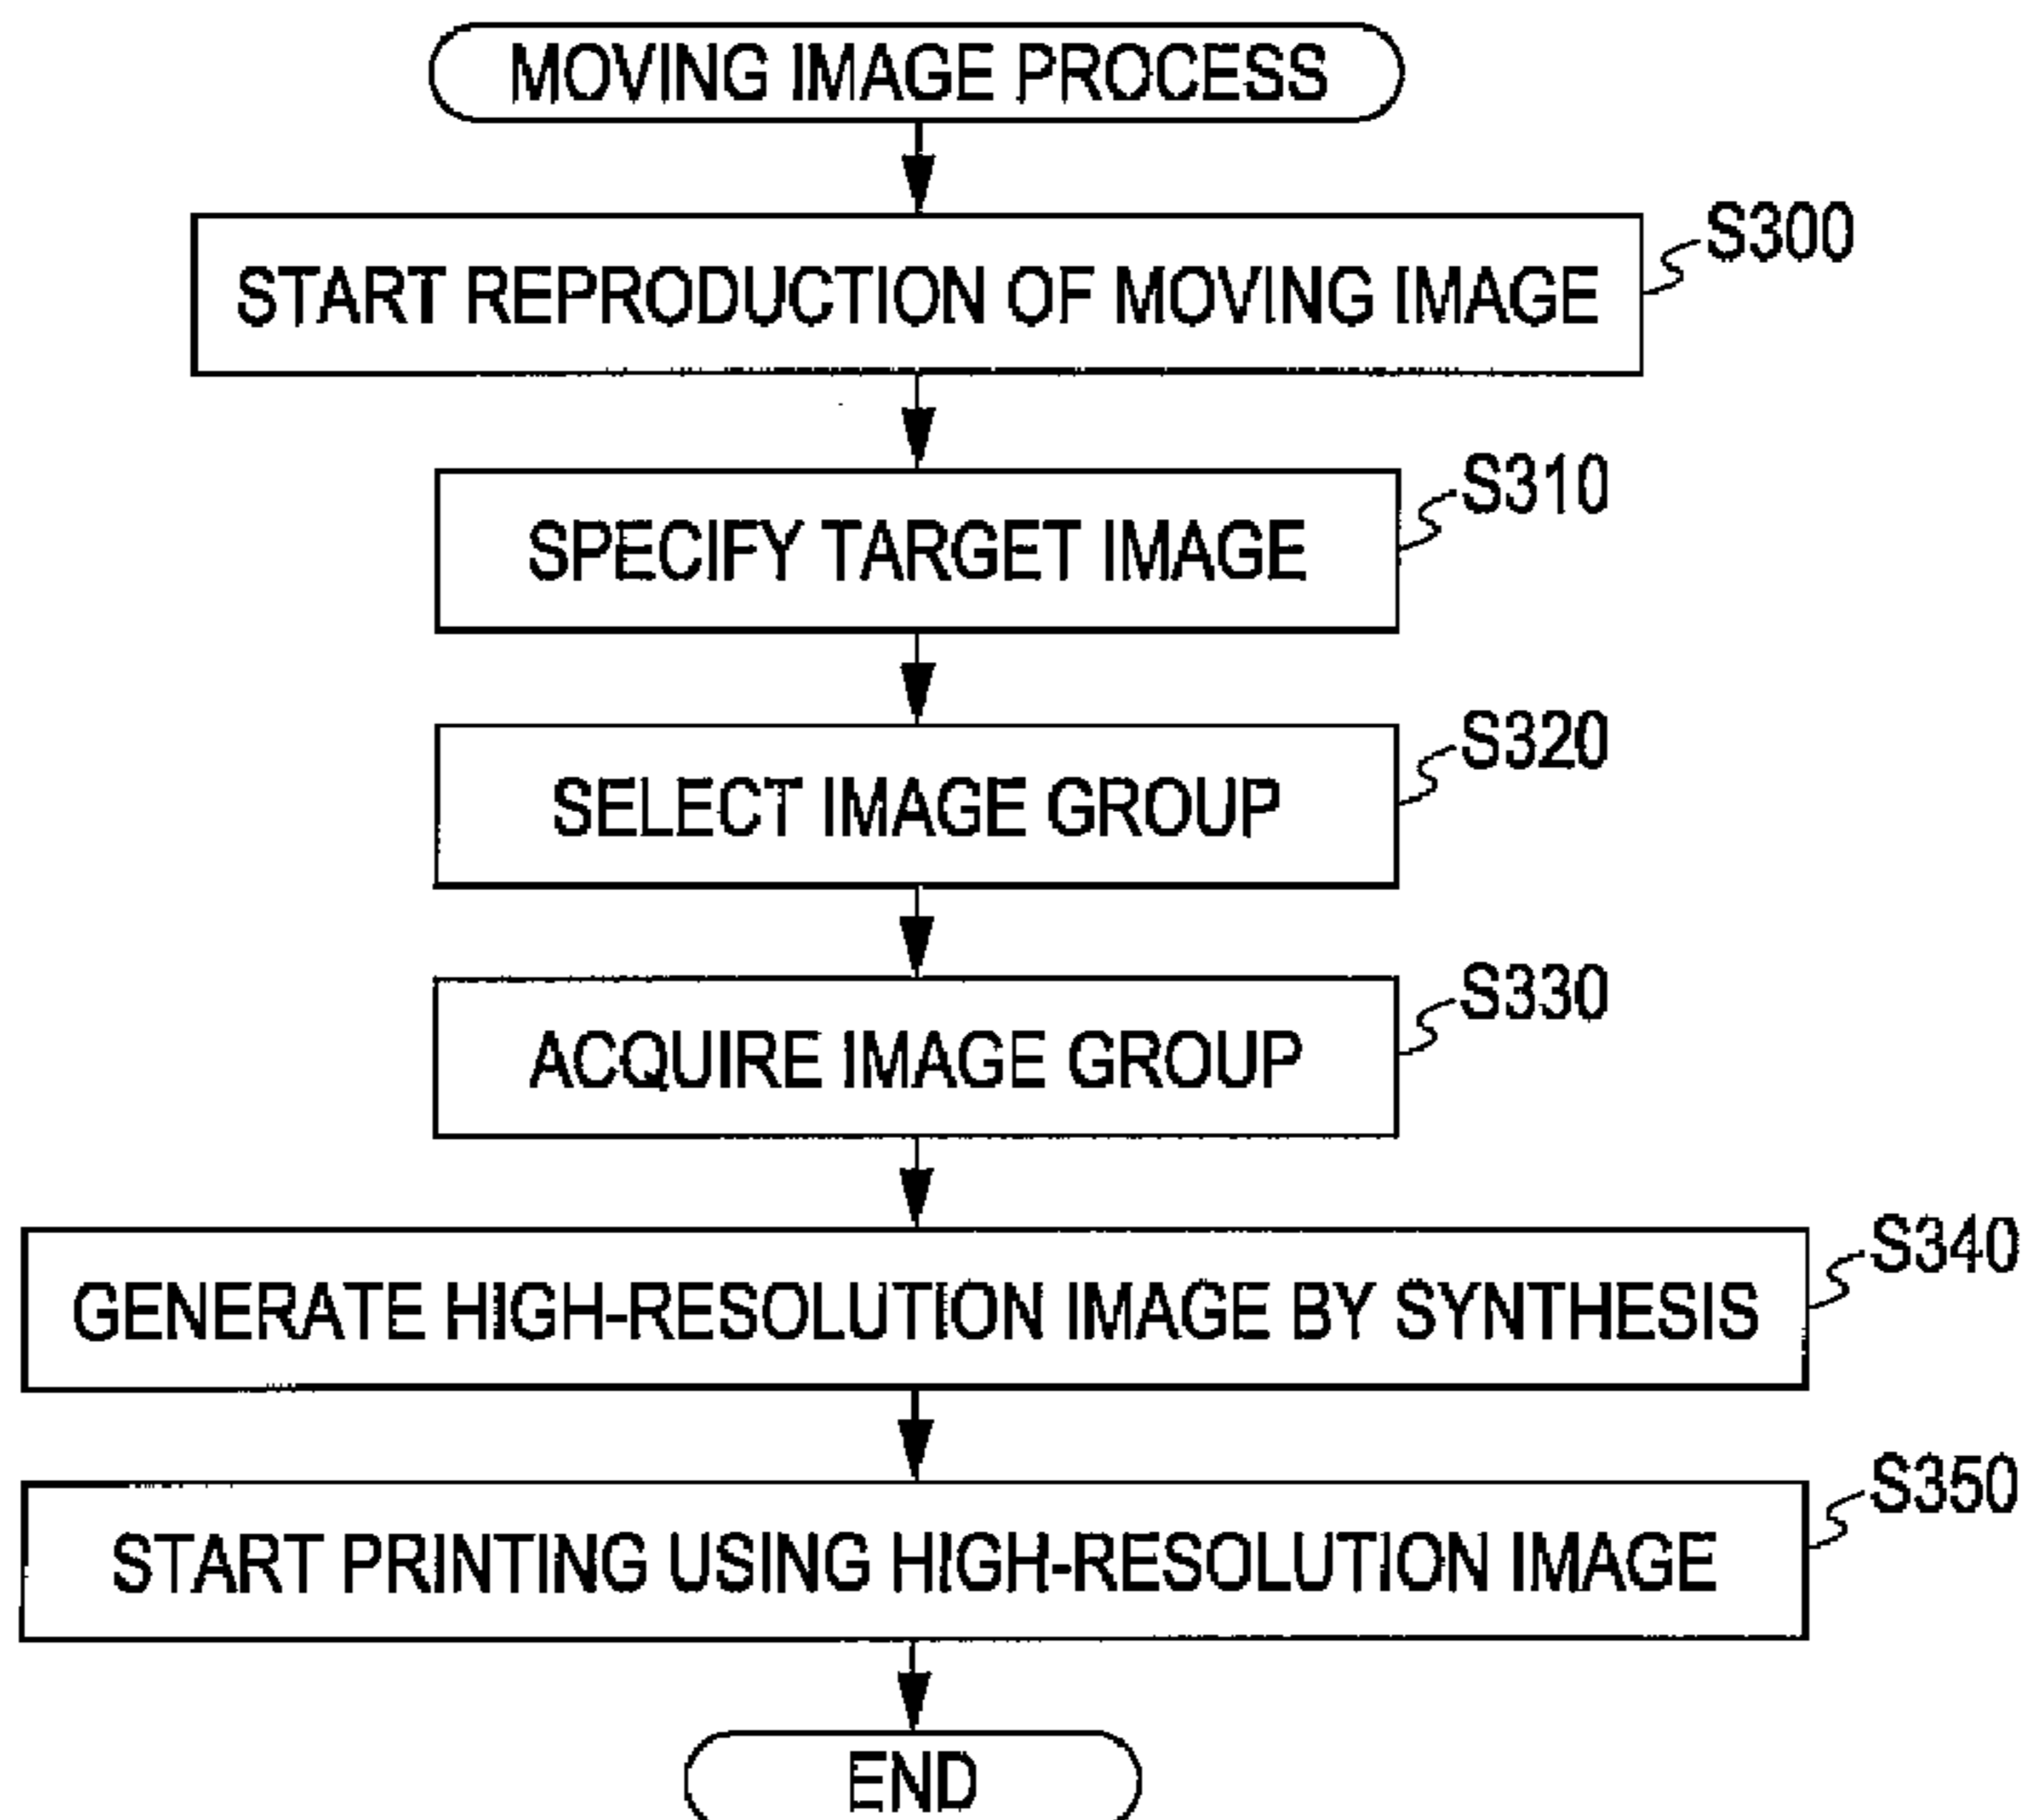 MOVING IMAGE PROCESS
S300
START REPRODUCTION OF MOVING IMAGE
S310
SPECIFY TARGET IMAGE
S320
SELECT IMAGE GROUP
S330
ACQUIRE IMAGE GROUP
S340
GENERATE HIGH-RESOLUTION IMAGE BY SYNTHESIS
S350
START PRINTING USING HIGH-RESOLUTION IMAGE
END